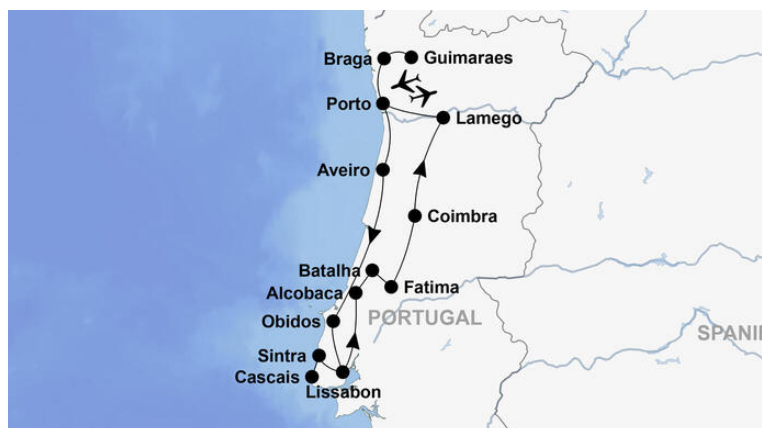 Braga
Guimaraes
Porto
Lamego
Aveiro
Coimbra
Batalha
Alcobaca
Fatima
Obidos
PORTUGAL
SPANI
Sintra
Cascais
Lissabon